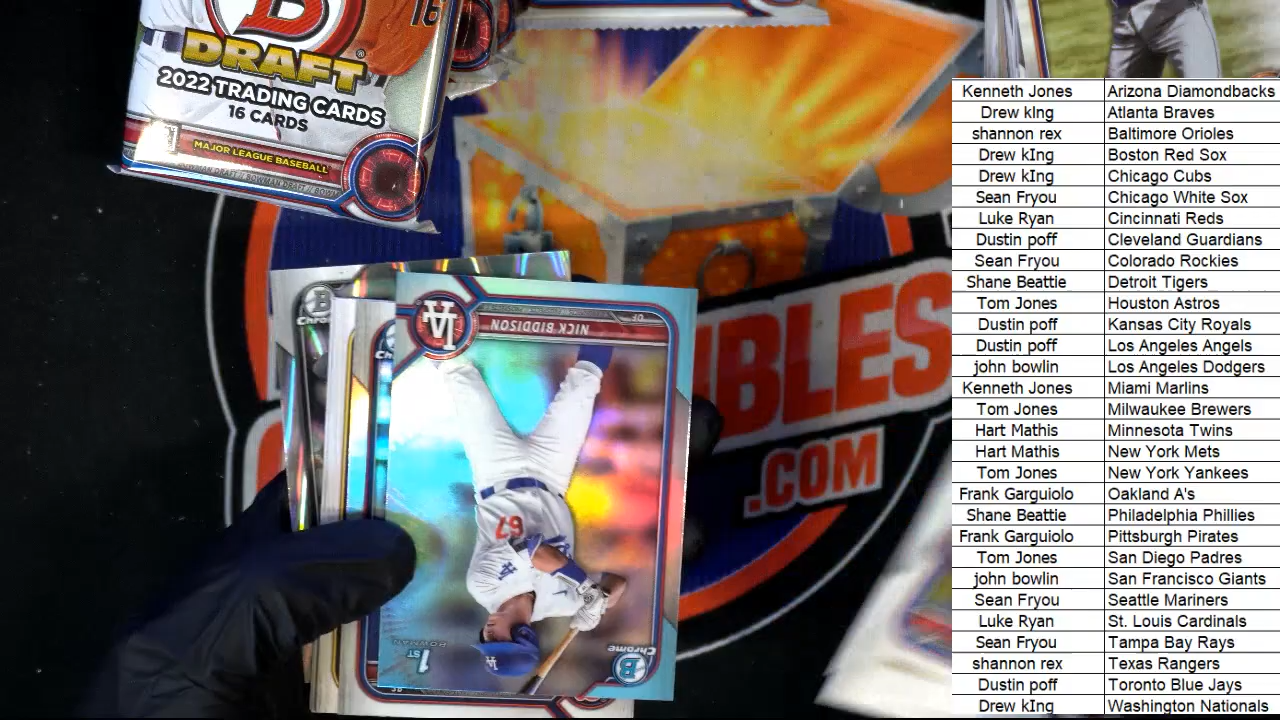 B
16
DRAFT
2022 TRADING CARDS
16 CARDS
MAJOR LEAGUE BASEBALL
BLES
.COM
NICK BIDDISON
OF
67
1ST
BOWMAN
B
Chrome
Kenneth Jones Arizona Diamondbacks
Drew kIng Atlanta Braves
shannon rex Baltimore Orioles
Drew kIng Boston Red Sox
Drew kIng Chicago Cubs
Sean Fryou Chicago White Sox
Luke Ryan Cincinnati Reds
Dustin poff Cleveland Guardians
Sean Fryou Colorado Rockies
Shane Beattie Detroit Tigers
Tom Jones Houston Astros
Dustin poff Kansas City Royals
Dustin poff Los Angeles Angels
john bowlin Los Angeles Dodgers
Kenneth Jones Miami Marlins
Tom Jones Milwaukee Brewers
Hart Mathis Minnesota Twins
Hart Mathis New York Mets
Tom Jones New York Yankees
Frank Garguiolo Oakland A's
Shane Beattie Philadelphia Phillies
Frank Garguiolo Pittsburgh Pirates
Tom Jones San Diego Padres
john bowlin San Francisco Giants
Sean Fryou Seattle Mariners
Luke Ryan St. Louis Cardinals
Sean Fryou Tampa Bay Rays
shannon rex Texas Rangers
Dustin poff Toronto Blue Jays
Drew kIng Washington Nationals